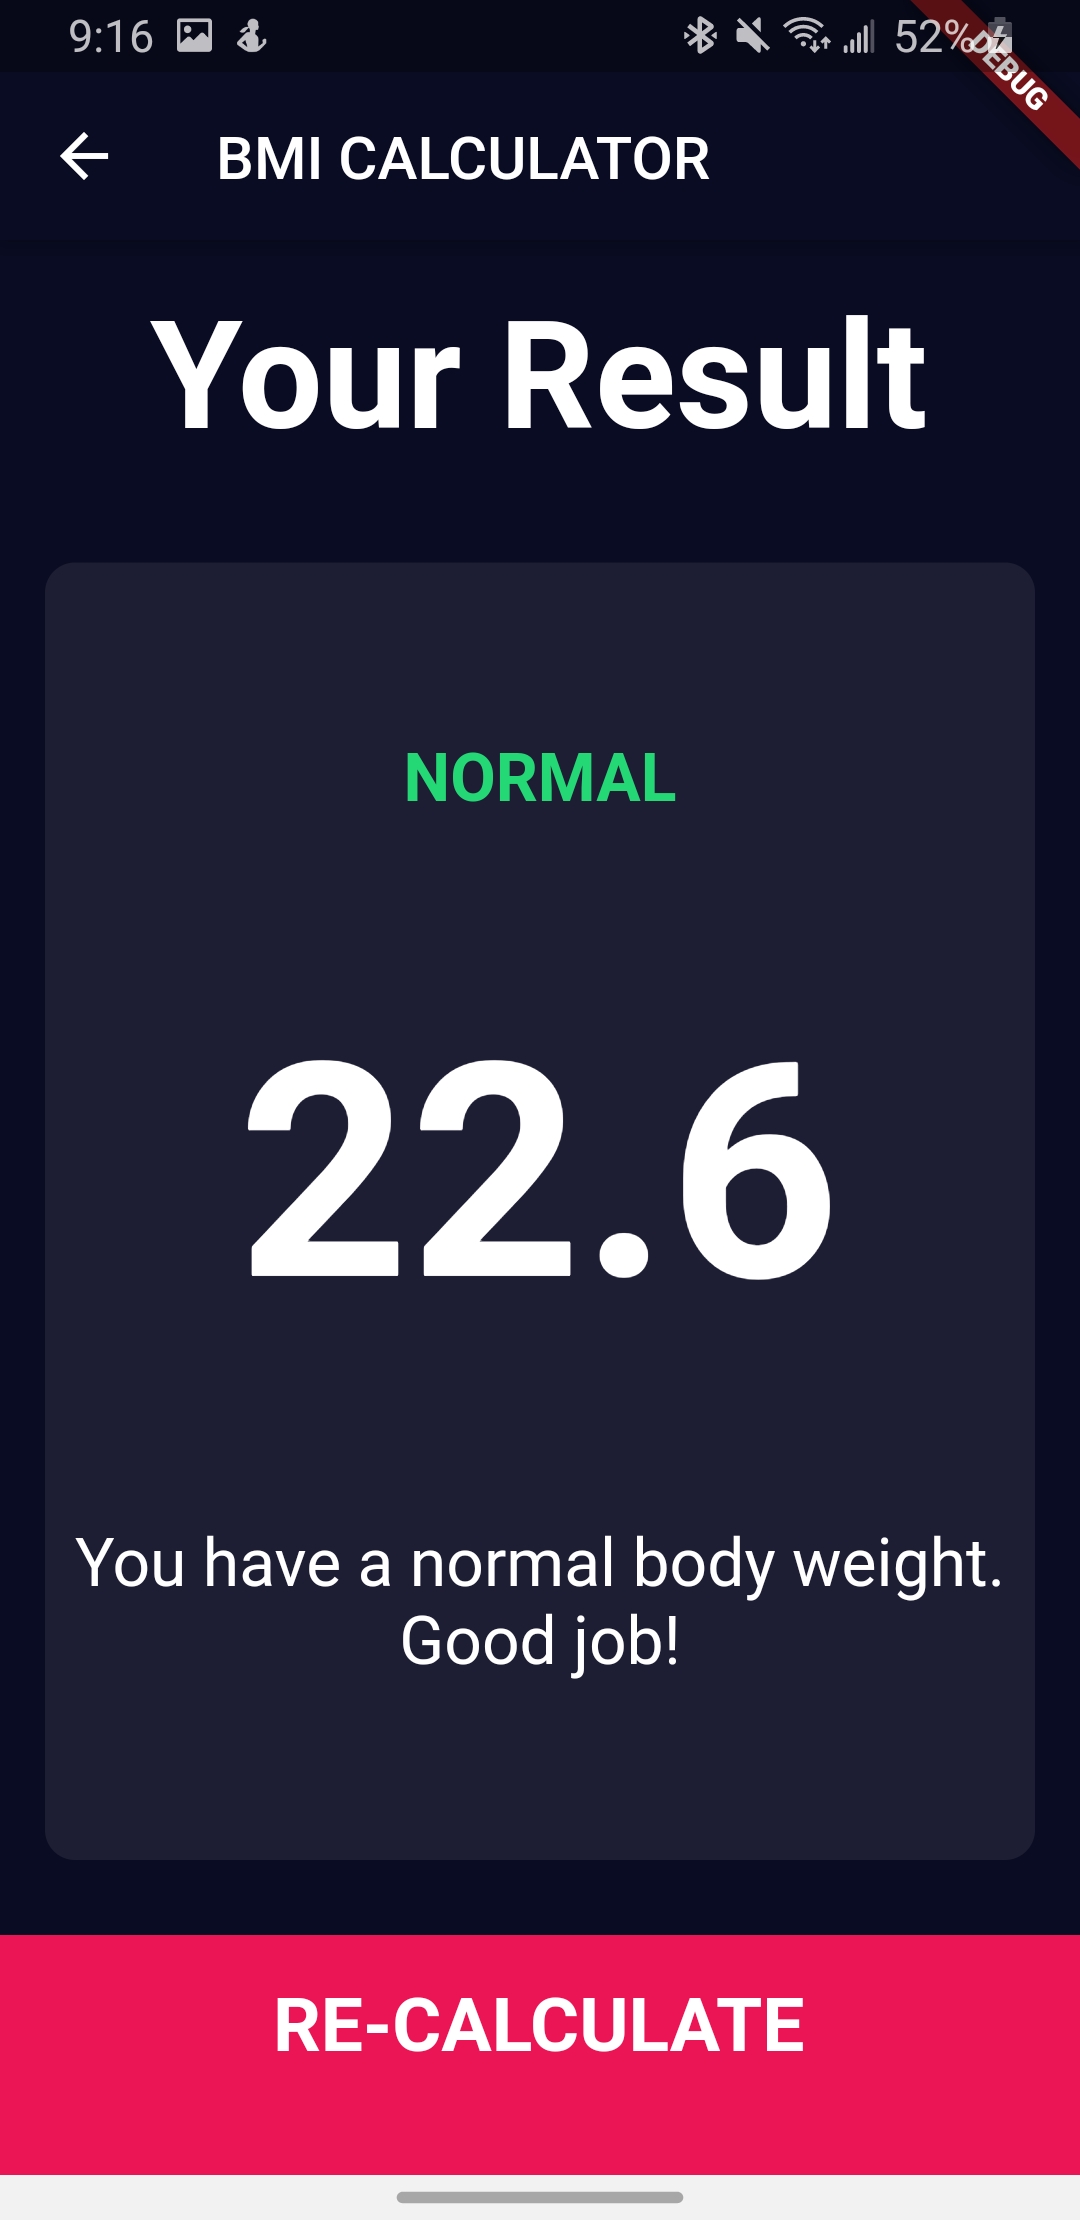 9:16
52%
DEBUG
BMI CALCULATOR
Your Result
NORMAL
22.6
You have a normal body weight.
Good job!
RE-CALCULATE